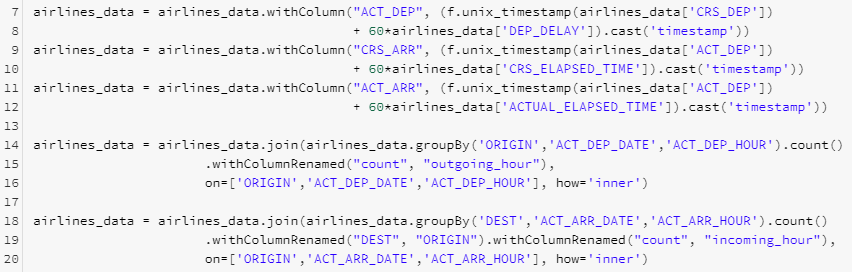 7 airlines_data = airlines_data.withColumn("ACT_DEP", (f.unix_timestamp(airlines_data['CRS_DEP'])
8 + 60*airlines_data['DEP_DELAY']).cast('timestamp'))
9 airlines_data = airlines_data.withColumn("CRS_ARR", (f.unix_timestamp(airlines_data['ACT_DEP'])
10 + 60*airlines_data['CRS_ELAPSED_TIME']).cast('timestamp'))
11 airlines_data = airlines_data.withColumn("ACT_ARR", (f.unix_timestamp(airlines_data['ACT_DEP'])
12 + 60*airlines_data['ACTUAL_ELAPSED_TIME']).cast('timestamp'))
13
14 airlines_data = airlines_data.join(airlines_data.groupBy('ORIGIN','ACT_DEP_DATE','ACT_DEP_HOUR').count()
15 .withColumnRenamed("count", "outgoing_hour"),
16 on=['ORIGIN','ACT_DEP_DATE','ACT_DEP_HOUR'], how='inner')
17
18 airlines_data = airlines_data.join(airlines_data.groupBy('DEST','ACT_ARR_DATE','ACT_ARR_HOUR').count()
19 .withColumnRenamed("DEST", "ORIGIN").withColumnRenamed("count", "incoming_hour"),
20 on=['ORIGIN','ACT_ARR_DATE','ACT_ARR_HOUR'], how='inner')